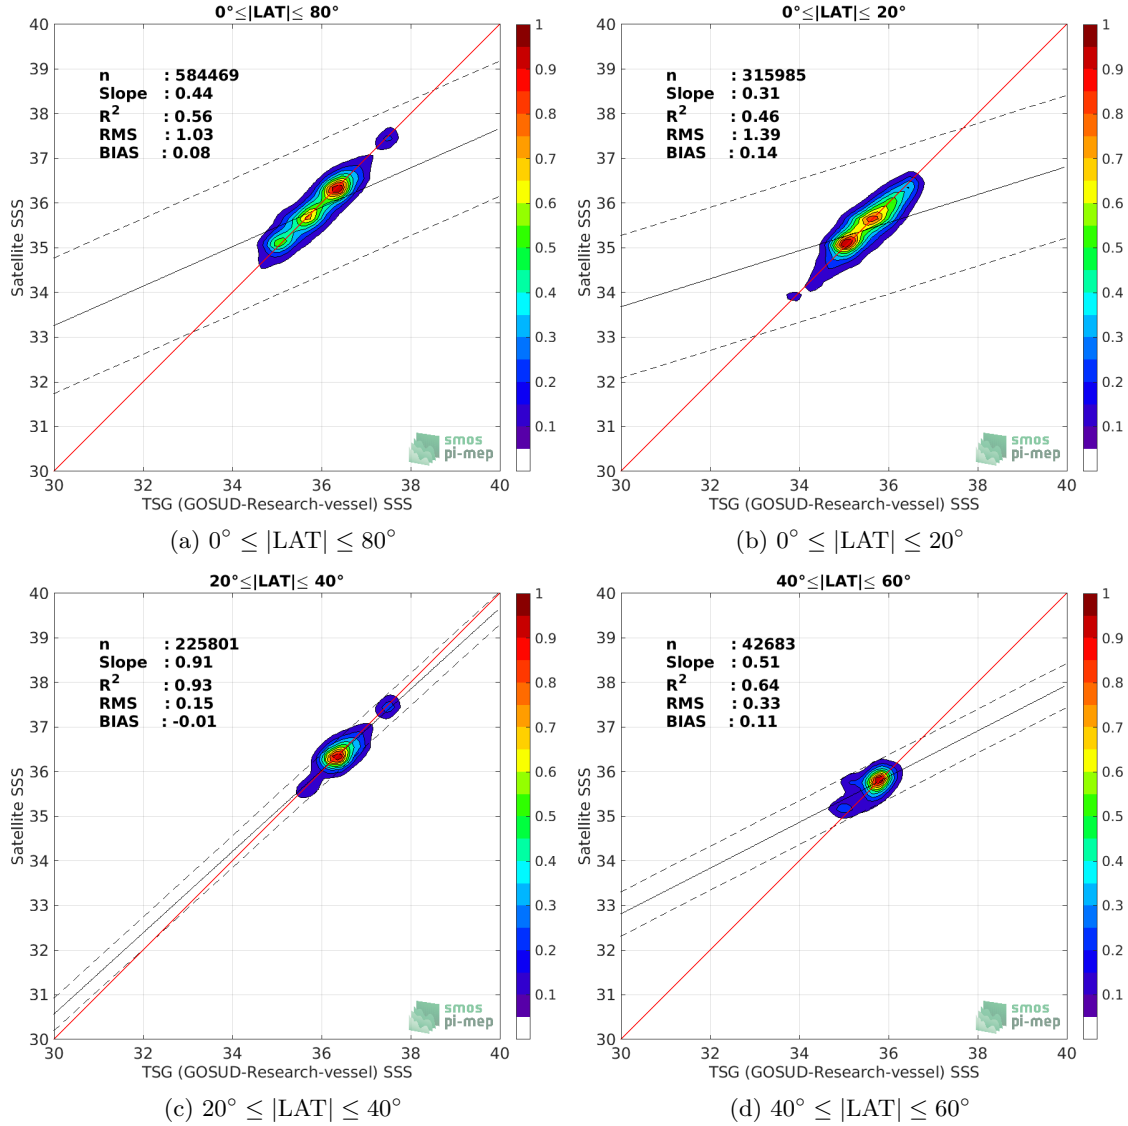 0°≤|LAT|≤ 80°
n : 584469
Slope : 0.44
R2 : 0.56
RMS : 1.03
BIAS : 0.08
Satellite SSS
40
39
38
37
36
35
34
33
32
31
30
30 32 34 36 38 40
TSG (GOSUD-Research-vessel) SSS
1
0.9
0.8
0.7
0.6
0.5
0.4
0.3
0.2
0.1
smos
pi-mep
(a) 0° ≤ |LAT| ≤ 80°
0°≤|LAT|≤ 20°
n : 315985
Slope : 0.31
R2 : 0.46
RMS : 1.39
BIAS : 0.14
Satellite SSS
40
39
38
37
36
35
34
33
32
31
30
30 32 34 36 38 40
TSG (GOSUD-Research-vessel) SSS
1
0.9
0.8
0.7
0.6
0.5
0.4
0.3
0.2
0.1
smos
pi-mep
(b) 0° ≤ |LAT| ≤ 20°
20°≤|LAT|≤ 40°
n : 225801
Slope : 0.91
R2 : 0.93
RMS : 0.15
BIAS : -0.01
Satellite SSS
40
39
38
37
36
35
34
33
32
31
30
30 32 34 36 38 40
TSG (GOSUD-Research-vessel) SSS
1
0.9
0.8
0.7
0.6
0.5
0.4
0.3
0.2
0.1
smos
pi-mep
(c) 20° ≤ |LAT| ≤ 40°
40°≤|LAT|≤ 60°
n : 42683
Slope : 0.51
R2 : 0.64
RMS : 0.33
BIAS : 0.11
Satellite SSS
40
39
38
37
36
35
34
33
32
31
30
30 32 34 36 38 40
TSG (GOSUD-Research-vessel) SSS
1
0.9
0.8
0.7
0.6
0.5
0.4
0.3
0.2
0.1
smos
pi-mep
(d) 40° ≤ |LAT| ≤ 60°